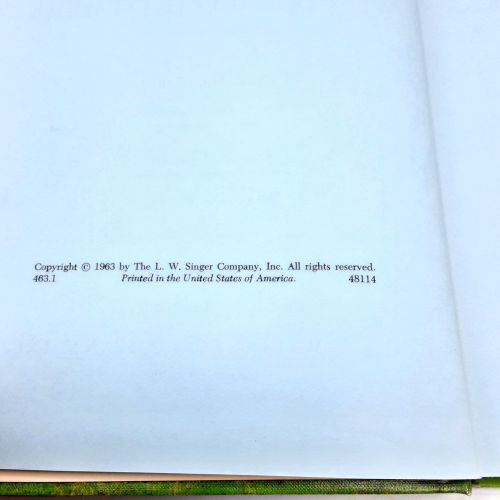 Copyright © 1963 by The L. W. Singer Company, Inc. All rights reserved.
463.1 Printed in the United States of America. 48114